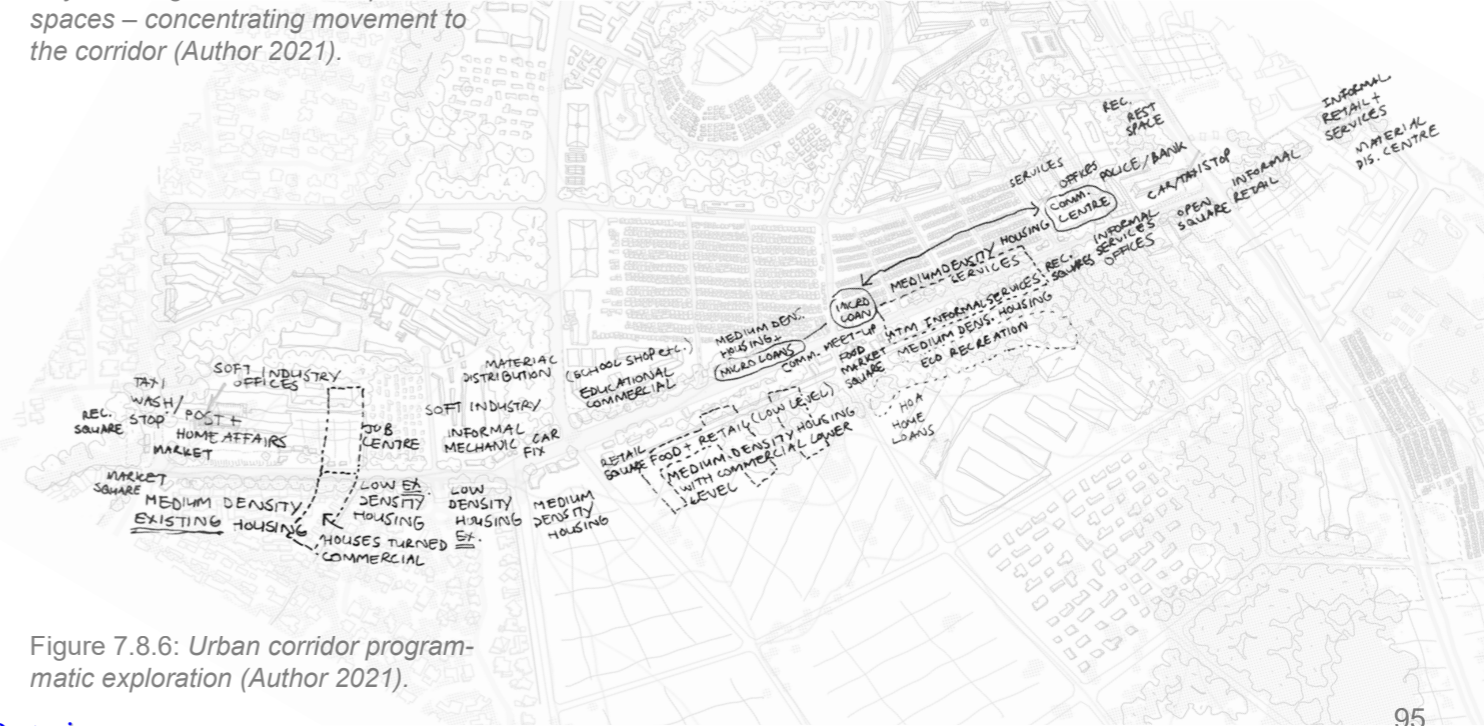 spaces – concentrating movement to
the corridor (Author 2021).
INFORMAL
RETAIL +
SERVICES
MATERIAL
DIS. CENTRE
REC.
REST
SPACE
SERVICES
OFFICES
POLICE/BANK
COMM.
CENTRE
CAR/TAXI STOP
INFORMAL
RETAIL
OPEN
SQUARE
INFORMAL
SERVICES
OFFICES
REC.
SQUARES
MEDIUM DENSITY HOUSING
SERVICES
MICRO
LOAN
ATM INFORMAL SERVICES
MEDIUM DENS. HOUSING
ECO RECREATION
MEDIUM DEN.
HOUSING+
MICRO LOANS
COMM. MEET-UP
FOOD
MARKET
SQUARE
HOA
HOME
LOANS
(SCHOOL SHOP etc.)
EDUCATIONAL
COMMERCIAL
MATERIAL
DISTRIBUTION
SOFT INDUSTRY
INFORMAL
MECHANIC
CAR
FIX
RETAIL
SQUARE
FOOD + RETAIL (LOW LEVEL)
MEDIUM DENSITY HOUSING
WITH COMMERCIAL LOWER
LEVEL
SOFT INDUSTRY
OFFICES
TAXI
WASH/
STOP
REC.
SQUARE
POST +
HOME AFFAIRS
MARKET
JOB
CENTRE
MARKET
SQUARE
MEDIUM DENSITY
EXISTING HOUSING
LOW EX.
DENSITY
HOUSING
HOUSES TURNED
COMMERCIAL
LOW
DENSITY
HOUSING
EX.
MEDIUM
DENSITY
HOUSING
Figure 7.8.6: Urban corridor program-
matic exploration (Author 2021).
95